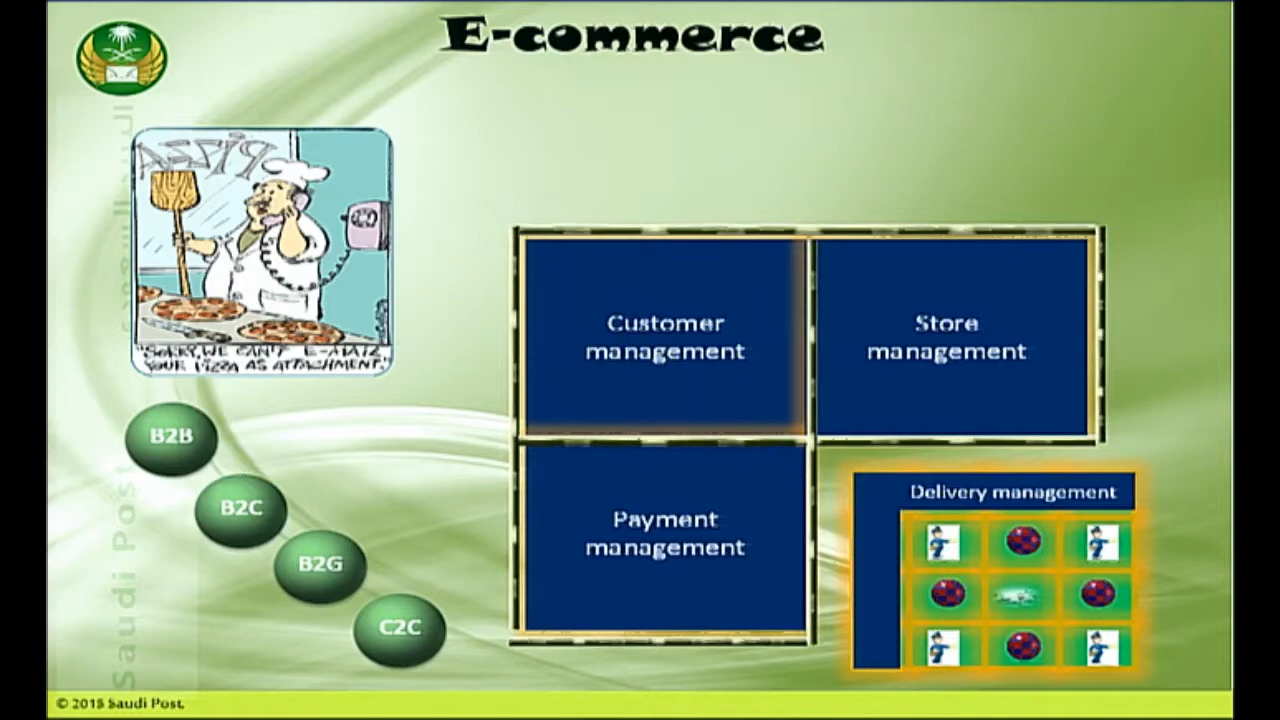 E-commerce
PIZZA
"SORRY, WE CAN'T E-MAIL
YOUR PIZZA AS ATTACHMENT."
Customer
management
Store
management
B2B
B2C
B2G
C2C
Payment
management
Delivery management
Saudi Post
© 2015 Saudi Post.